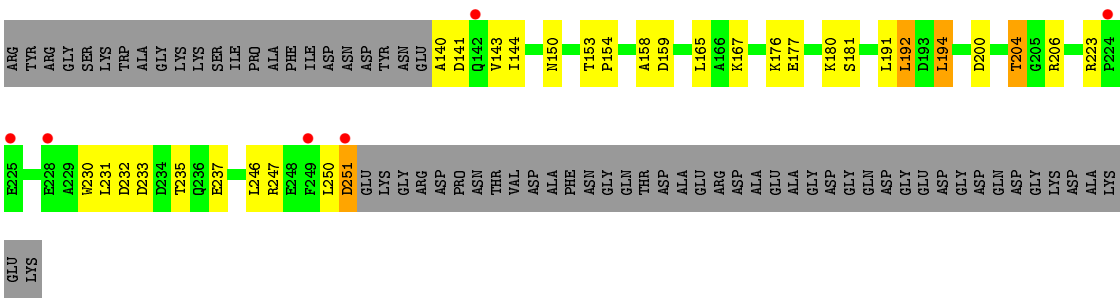 ARG TYR ARG GLY SER LYS TRP ALA GLY LYS LYS SER ILE PRO ALA PHE ILE ASP ASN ASP TYR ASN GLU A140 D141 Q142 V143 I144 N150 T153 P154 A158 D159 L165 A166 K167 K176 E177 K180 S181 L191 L192 D193 L194 D200 T204 G205 R206 R223 P224
E225 E228 A229 W230 L231 D232 D233 D234 T235 Q236 E237 L246 R247 E248 F249 L250 D251 GLU LYS GLY ARG ASP PRO ASN THR VAL ASP ALA PHE ASN GLY GLN THR ASP ALA GLU ARG ASP ALA GLU ALA GLY ASP GLY GLN ASP GLY GLU ASP GLY ASP GLN ASP GLY LYS ASP ALA LYS
GLU LYS